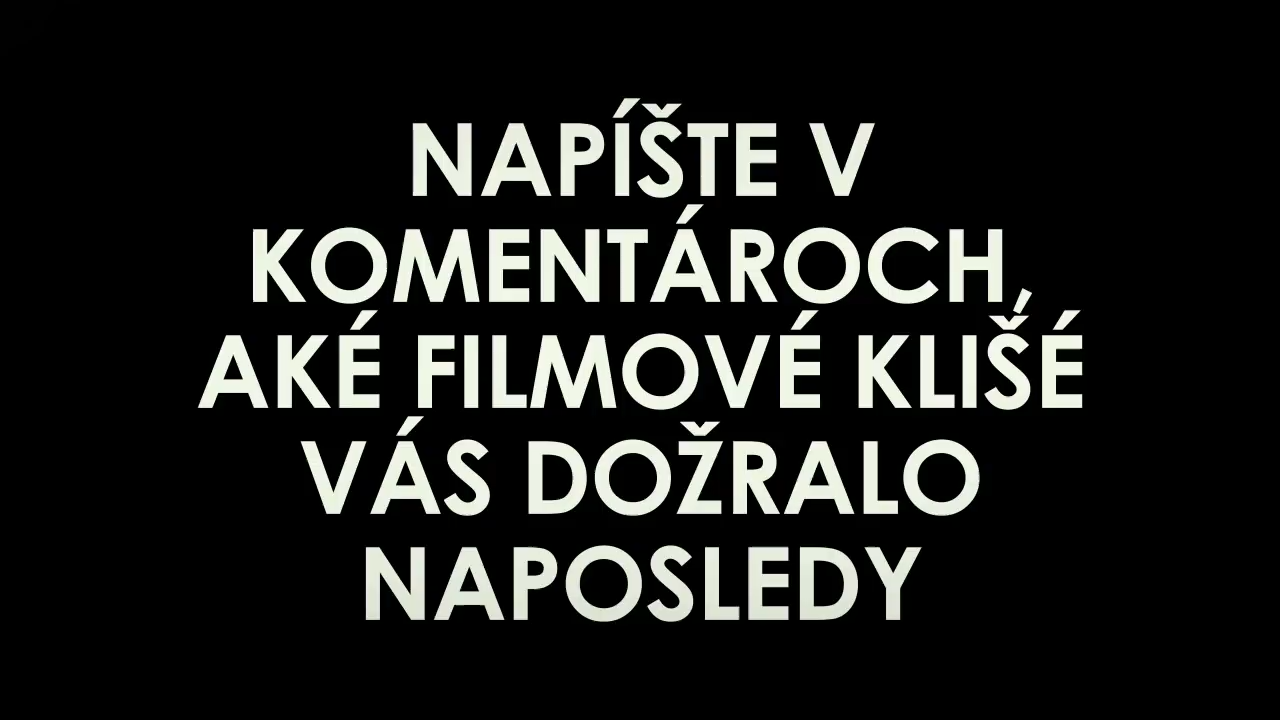 NAPÍŠTE V
KOMENTÁROCH,
AKÉ FILMOVÉ KLIŠÉ
VÁS DOŽRALO
NAPOSLEDY